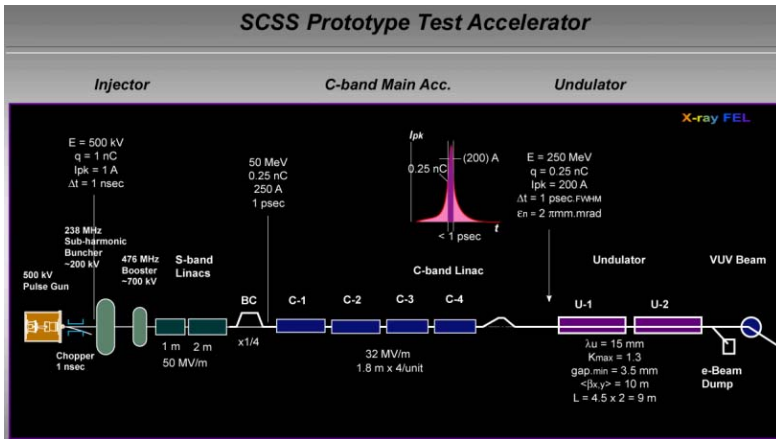 SCSS Prototype Test Accelerator
Injector
C-band Main Acc.
Undulator
X-ray FEL
E = 500 kV
q = 1 nC
Ipk = 1 A
Δt = 1 nsec
50 MeV
0.25 nC
250 A
1 psec
Ipk
(200) A
0.25 nC
t
< 1 psec
E = 250 MeV
q = 0.25 nC
Ipk = 200 A
Δt = 1 psec.FWHM
εn = 2 πmm.mrad
238 MHz
Sub-harmonic
Buncher
~200 kV
476 MHz
Booster
~700 kV
S-band
Linacs
C-band Linac
Undulator
VUV Beam
500 kV
Pulse Gun
BC
C-1
C-2
C-3
C-4
U-1
U-2
Chopper
1 nsec
1 m
2 m
50 MV/m
x1/4
32 MV/m
1.8 m x 4/unit
λu = 15 mm
Kmax = 1.3
gap.min = 3.5 mm
<βx,y> = 10 m
L = 4.5 x 2 = 9 m
e-Beam
Dump